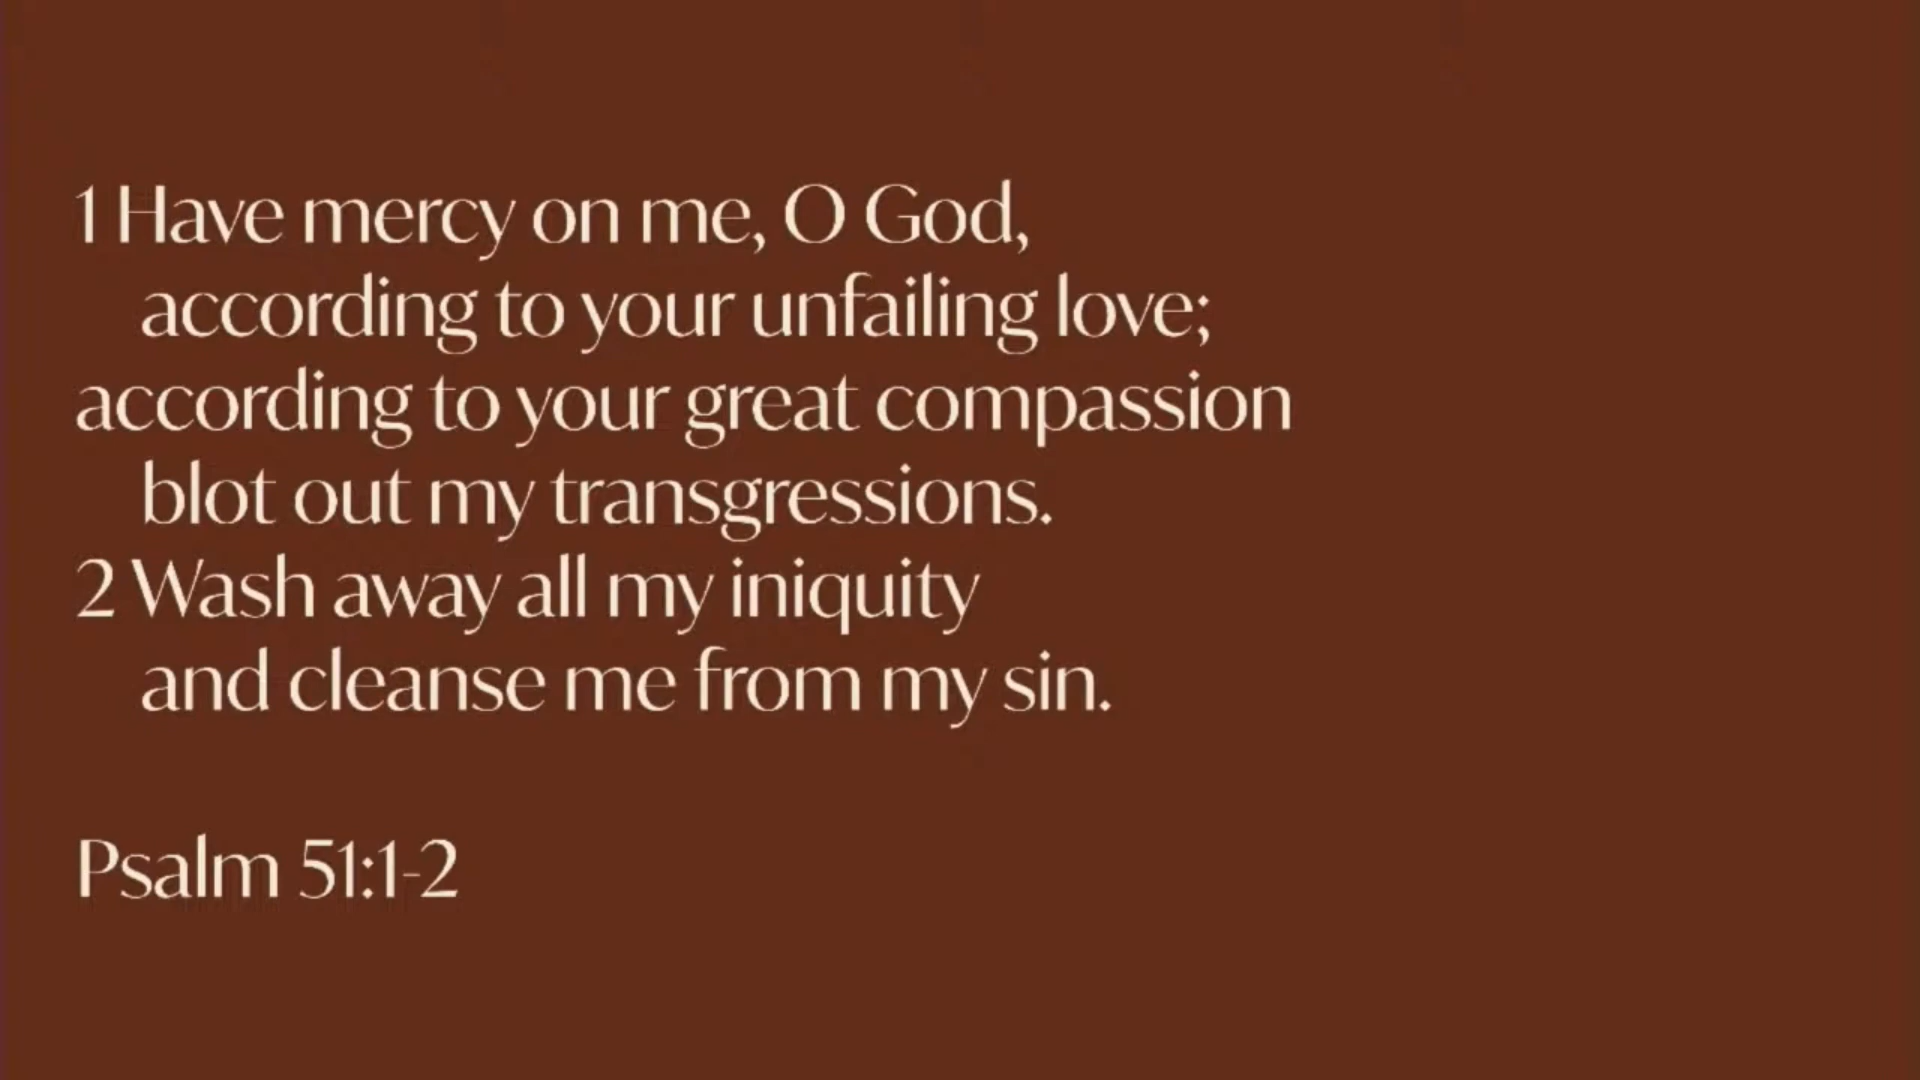 1 Have mercy on me, O God,
according to your unfailing love;
according to your great compassion
blot out my transgressions.
2 Wash away all my iniquity
and cleanse me from my sin.
Psalm 51:1-2